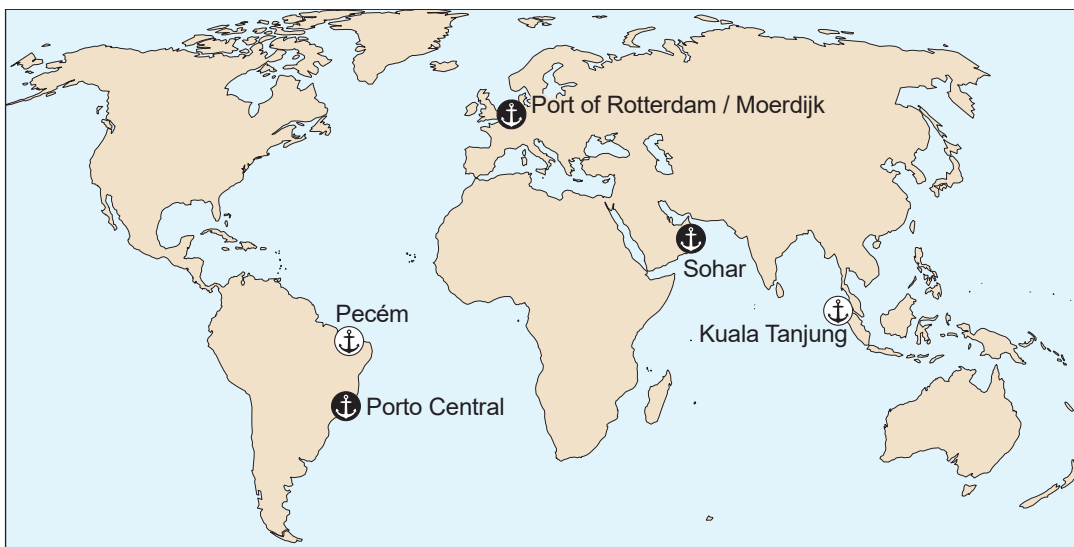 Port of Rotterdam / Moerdijk
Sohar
Pecém
Kuala Tanjung
Porto Central